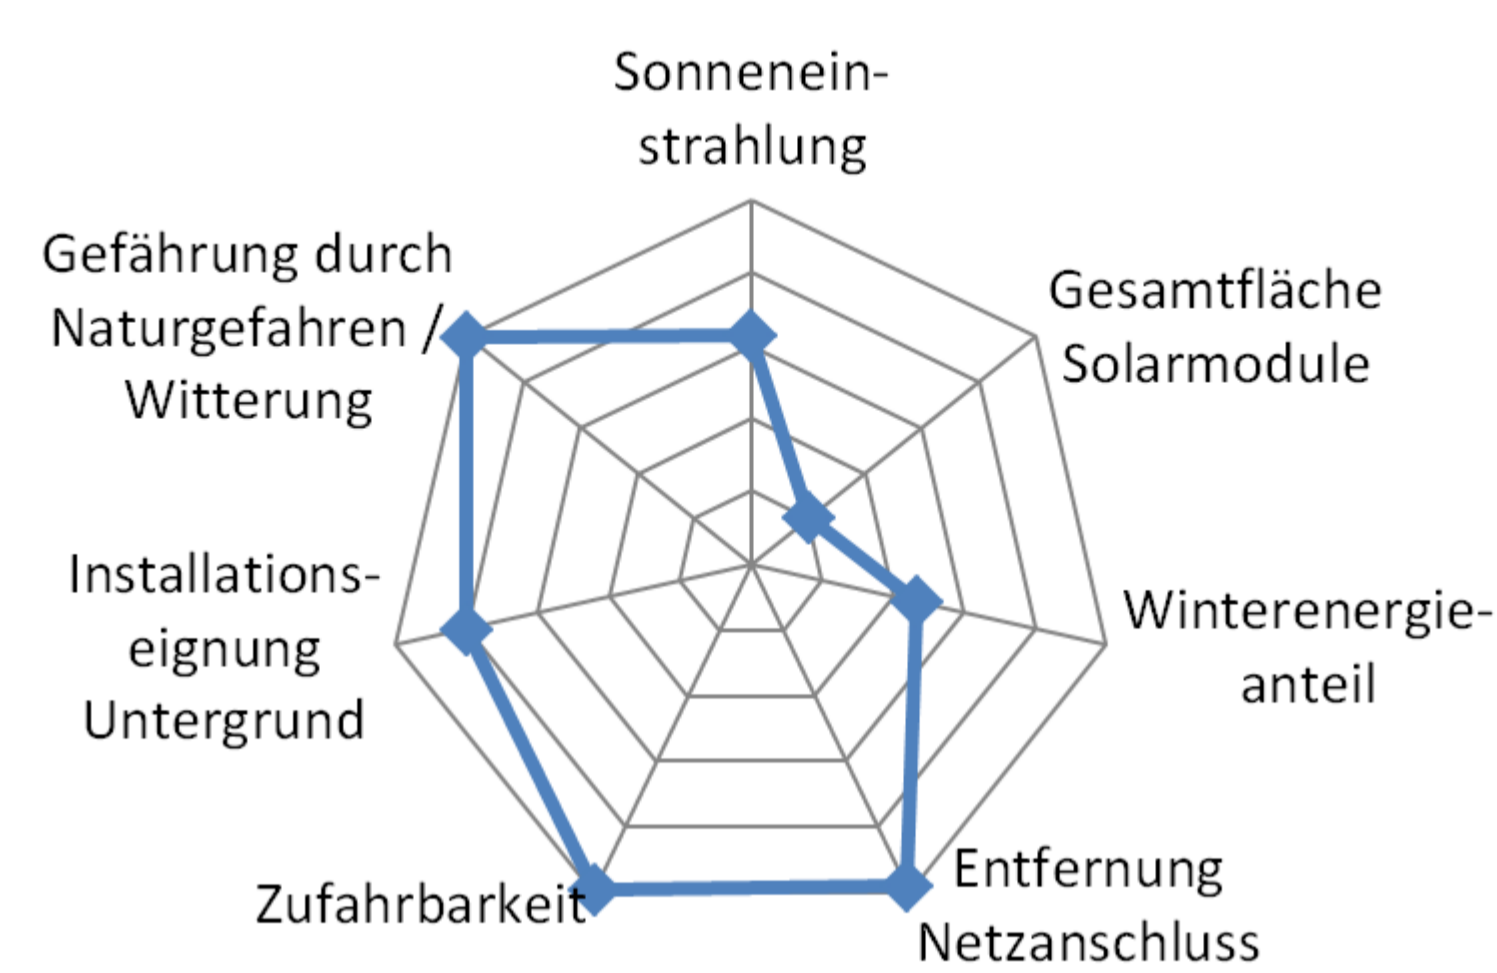 Sonnenein-
strahlung
Gesamtfläche
Solarmodule
Winterenergie-
anteil
Entfernung
Netzanschluss
Zufahrbarkeit
Installations-
eignung
Untergrund
Gefährung durch
Naturgefahren /
Witterung